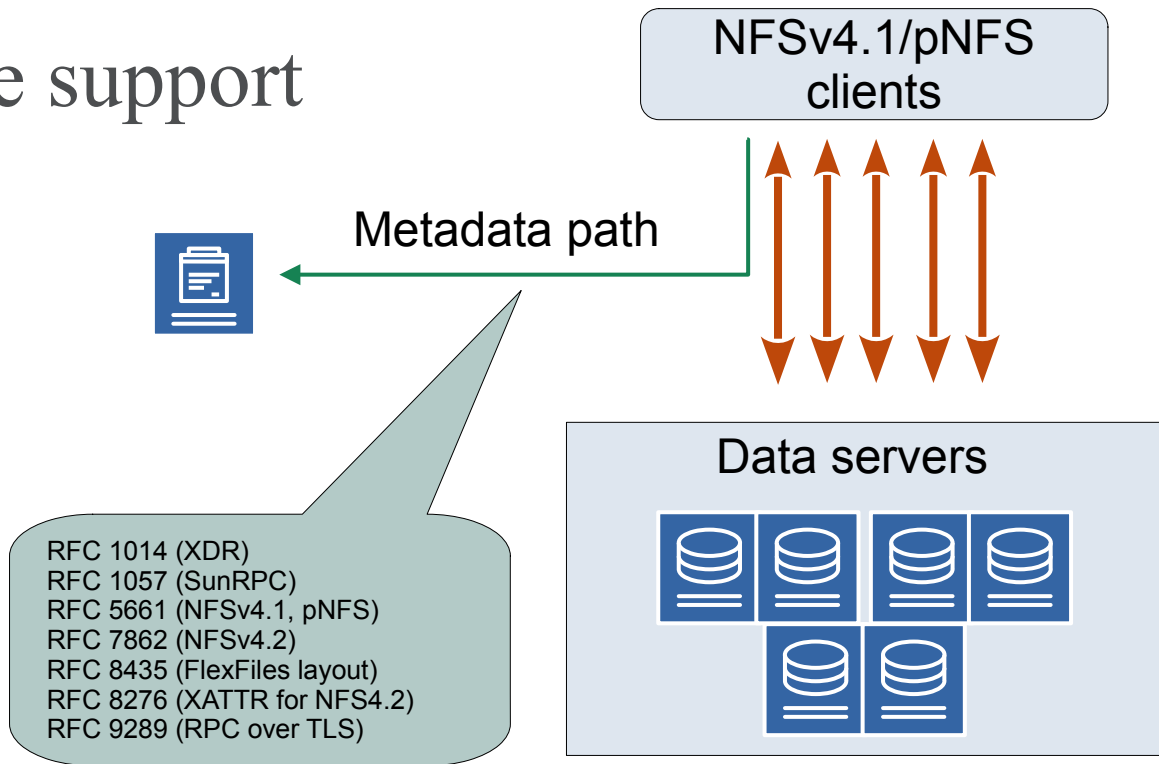 e support
NFSv4.1/pNFS
clients
Metadata path
Data servers
RFC 1014 (XDR)
RFC 1057 (SunRPC)
RFC 5661 (NFSv4.1, pNFS)
RFC 7862 (NFSv4.2)
RFC 8435 (FlexFiles layout)
RFC 8276 (XATTR for NFS4.2)
RFC 9289 (RPC over TLS)